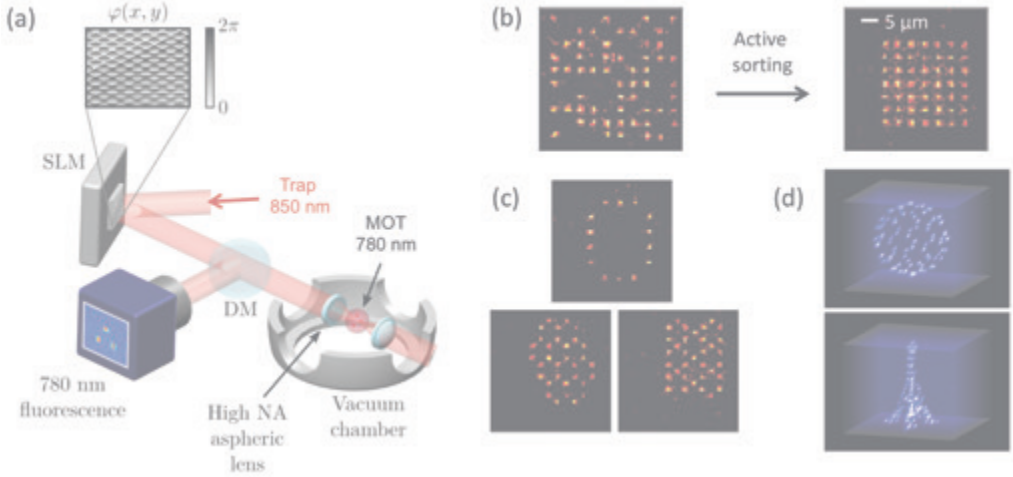 (a)
φ(x, y)
2π
0
SLM
Trap
850 nm
MOT
780 nm
DM
780 nm
fluorescence
High NA
aspheric
lens
Vacuum
chamber
(b)
Active
sorting
5 μm
(c)
(d)